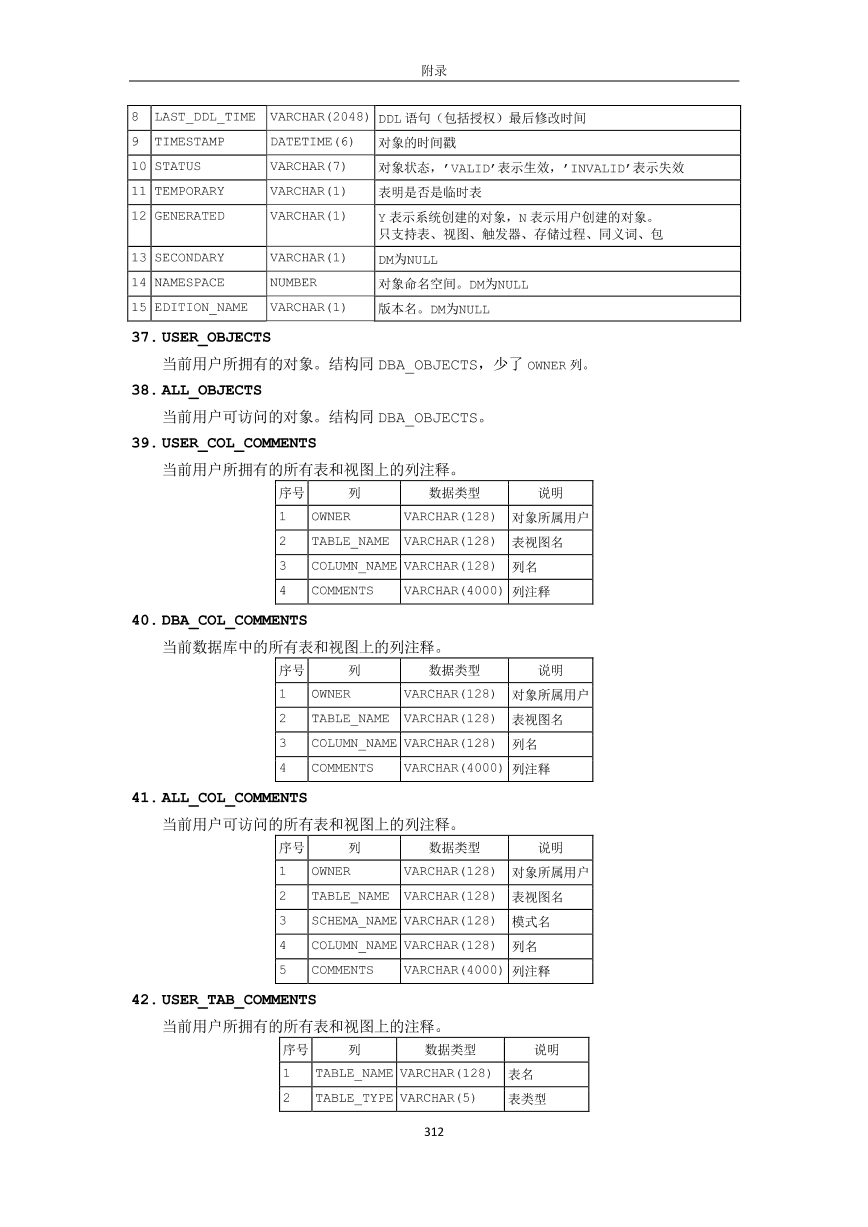 附录
8 LAST_DDL_TIME VARCHAR(2048) DDL 语句（包括授权）最后修改时间
9 TIMESTAMP DATETIME(6) 对象的时间戳
10 STATUS VARCHAR(7) 对象状态，'VALID'表示生效，'INVALID'表示失效
11 TEMPORARY VARCHAR(1) 表明是否是临时表
12 GENERATED VARCHAR(1) Y 表示系统创建的对象，N 表示用户创建的对象。
只支持表、视图、触发器、存储过程、同义词、包
13 SECONDARY VARCHAR(1) DM为NULL
14 NAMESPACE NUMBER 对象命名空间。DM为NULL
15 EDITION_NAME VARCHAR(1) 版本名。DM为NULL
37. USER_OBJECTS
当前用户所拥有的对象。结构同 DBA_OBJECTS，少了 OWNER 列。
38. ALL_OBJECTS
当前用户可访问的对象。结构同 DBA_OBJECTS。
39. USER_COL_COMMENTS
当前用户所拥有的所有表和视图上的列注释。
序号 列 数据类型 说明
1 OWNER VARCHAR(128) 对象所属用户
2 TABLE_NAME VARCHAR(128) 表视图名
3 COLUMN_NAME VARCHAR(128) 列名
4 COMMENTS VARCHAR(4000) 列注释
40. DBA_COL_COMMENTS
当前数据库中的所有表和视图上的列注释。
序号 列 数据类型 说明
1 OWNER VARCHAR(128) 对象所属用户
2 TABLE_NAME VARCHAR(128) 表视图名
3 COLUMN_NAME VARCHAR(128) 列名
4 COMMENTS VARCHAR(4000) 列注释
41. ALL_COL_COMMENTS
当前用户可访问的所有表和视图上的列注释。
序号 列 数据类型 说明
1 OWNER VARCHAR(128) 对象所属用户
2 TABLE_NAME VARCHAR(128) 表视图名
3 SCHEMA_NAME VARCHAR(128) 模式名
4 COLUMN_NAME VARCHAR(128) 列名
5 COMMENTS VARCHAR(4000) 列注释
42. USER_TAB_COMMENTS
当前用户所拥有的所有表和视图上的注释。
序号 列 数据类型 说明
1 TABLE_NAME VARCHAR(128) 表名
2 TABLE_TYPE VARCHAR(5) 表类型
312